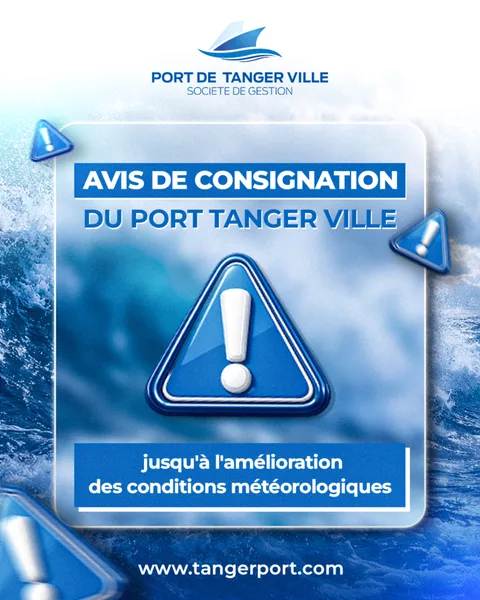 PORT DE TANGER VILLE
SOCIETE DE GESTION
AVIS DE CONSIGNATION
DU PORT TANGER VILLE
jusqu'à l'amélioration
des conditions météorologiques
www.tangerport.com